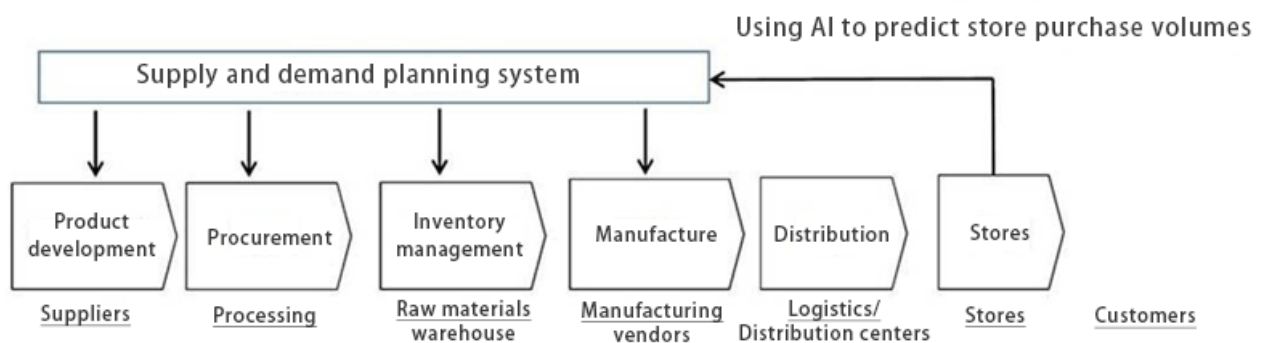 Using AI to predict store purchase volumes
Supply and demand planning system
Product
development
Procurement
Inventory
management
Manufacture
Distribution
Stores
Suppliers
Processing
Raw materials
warehouse
Manufacturing
vendors
Logistics/
Distribution centers
Stores
Customers